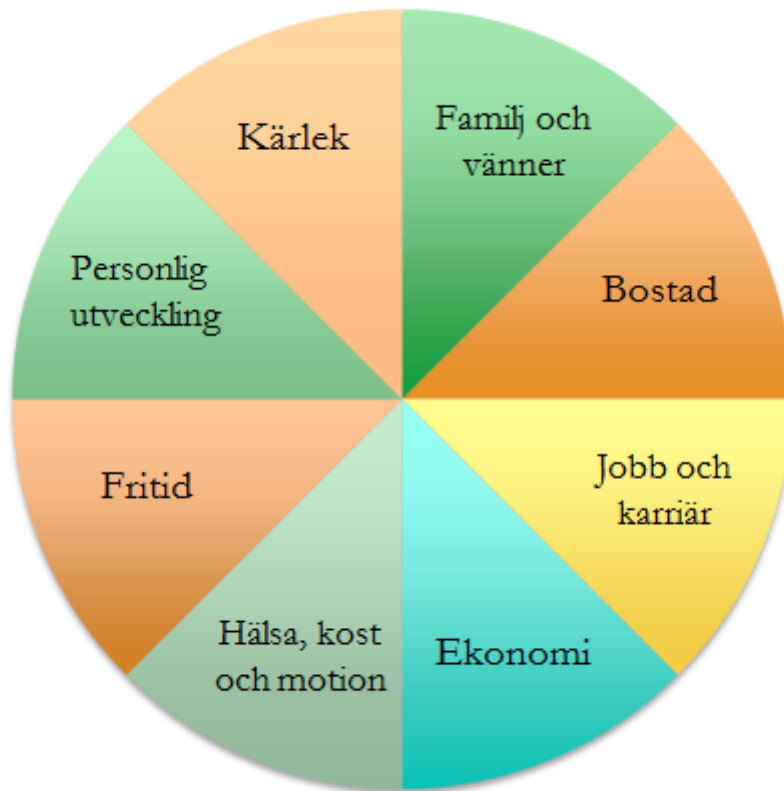 Kärlek
Familj och
vänner
Bostad
Personlig
utveckling
Jobb och
karriär
Fritid
Hälsa, kost
och motion
Ekonomi